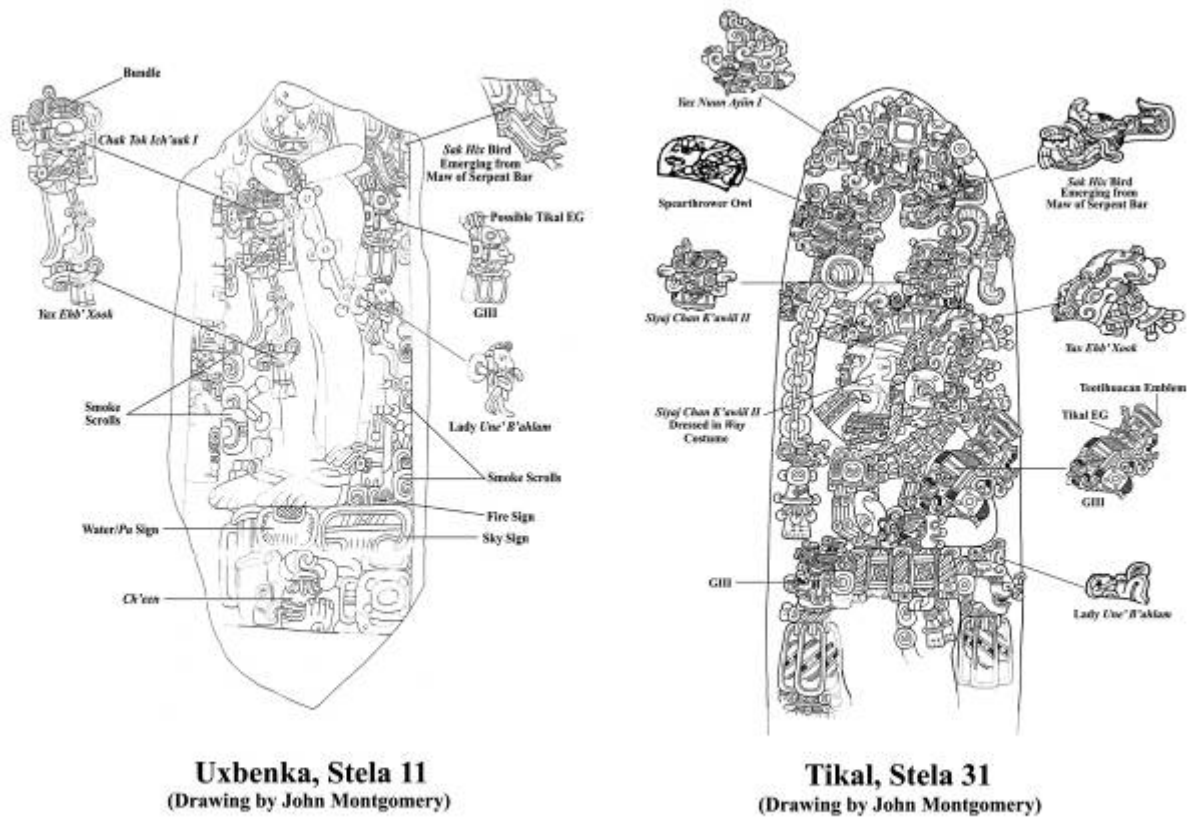 Bundle
Chak Tok Ich'aak I
Sak Hix Bird
Emerging from
Maw of Serpent Bar
Possible Tikal EG
GIII
Yax Ehb' Xook
Smoke
Scrolls
Lady Une' B'ahlam
Smoke Scrolls
Fire Sign
Water/Pa Sign
Sky Sign
Ch'een
Uxbenka, Stela 11
(Drawing by John Montgomery)
Yax Nuun Ayiin I
Spearthrower Owl
Sak Hix Bird
Emerging from
Maw of Serpent Bar
Siyaj Chan K'awiil II
Yax Ehb' Xook
Siyaj Chan K'awiil II
Dressed in Way
Costume
Teotihuacan Emblem
Tikal EG
GIII
GIII
Lady Une' B'ahlam
Tikal, Stela 31
(Drawing by John Montgomery)